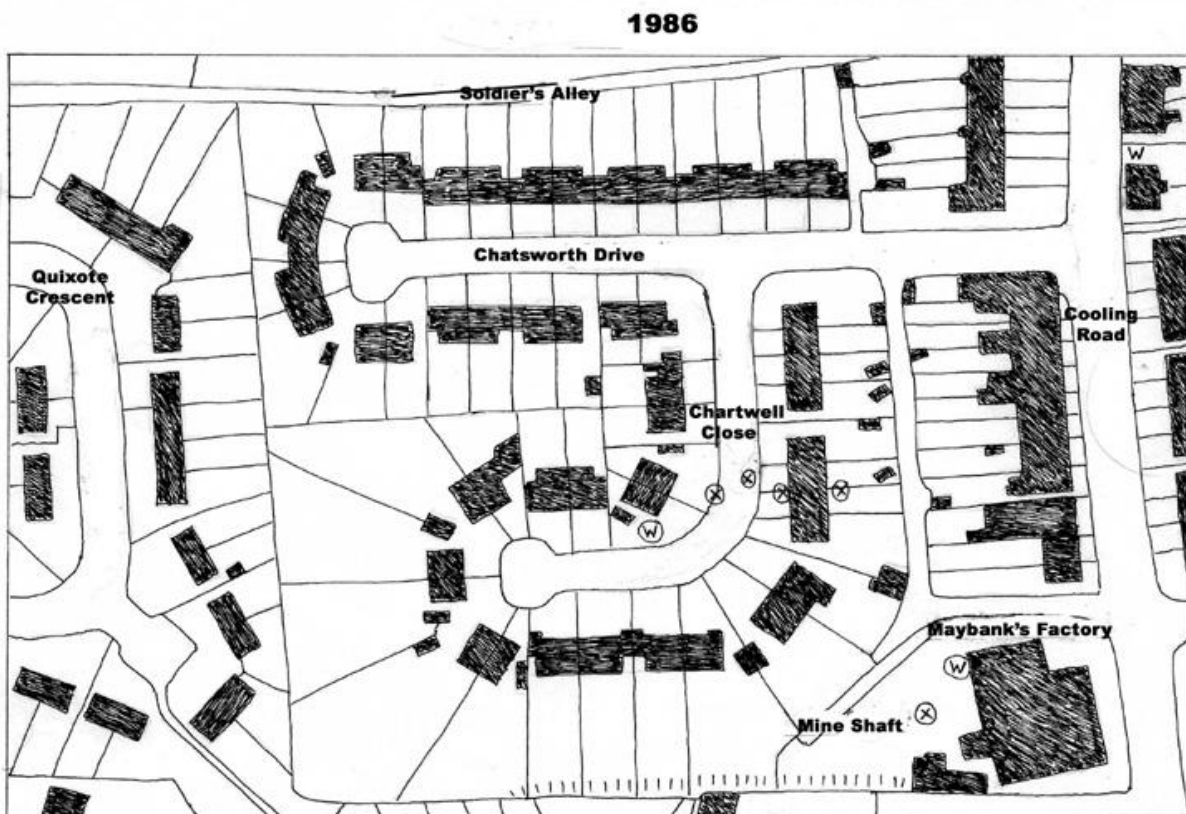 1986
Soldier's Alley
W
Chatsworth Drive
Quixote
Crescent
Cooling
Road
Chartwell
Close
X
X
X
X
W
Maybank's Factory
W
X
Mine Shaft